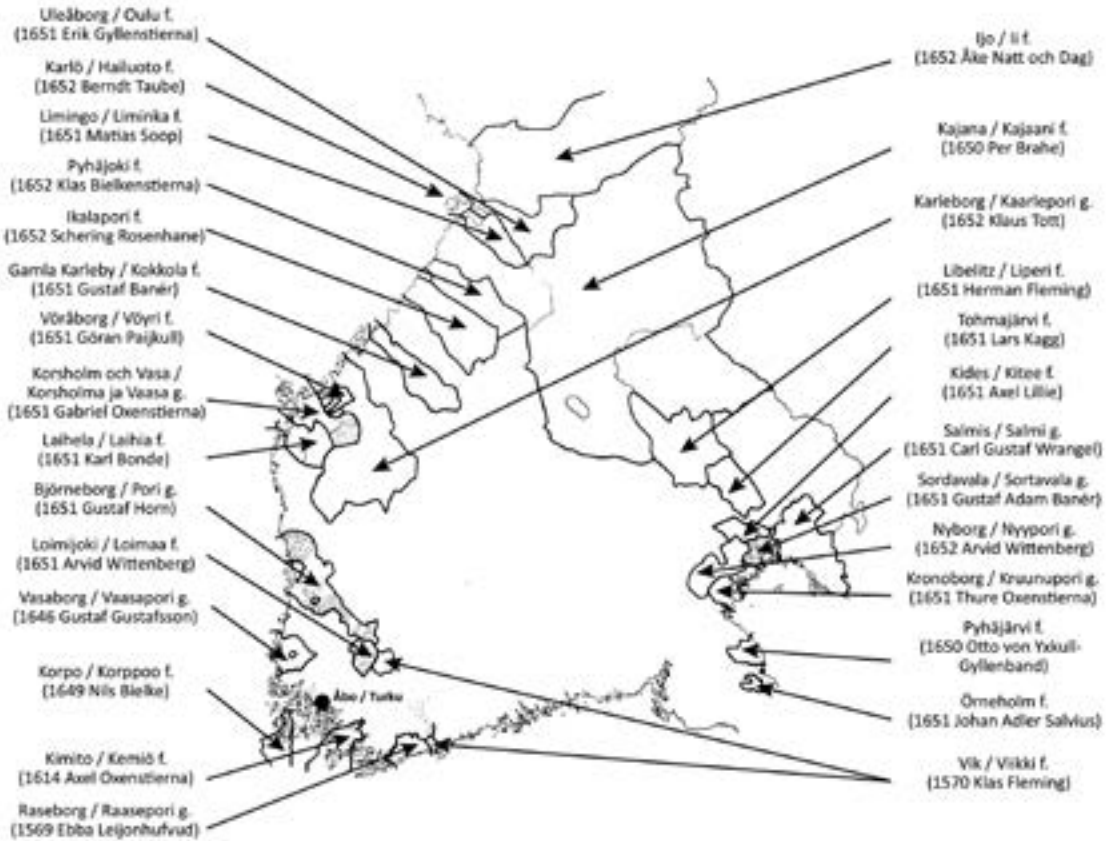 Uleåborg / Oulu f.
(1651 Erik Gyllenstierna)
Karlö / Hailuoto f.
(1652 Berndt Taube)
Limingo / Liminka f.
(1651 Matias Soop)
Pyhäjoki f.
(1652 Klas Bielkenstierna)
Ikalapori f.
(1652 Schering Rosenhane)
Gamla Karleby / Kokkola f.
(1651 Gustaf Banér)
Vöråborg / Vöyri f.
(1651 Göran Paijkull)
Korsholm och Vasa /
Korsholma ja Vaasa g.
(1651 Gabriel Oxenstierna)
Laihela / Laihia f.
(1651 Karl Bonde)
Björneborg / Pori g.
(1651 Gustaf Horn)
Loimijoki / Loimaa f.
(1651 Arvid Wittenberg)
Vasaborg / Vaasapori g.
(1646 Gustaf Gustafsson)
Korpo / Korppoo f.
(1649 Nils Bielke)
Kimito / Kemiö f.
(1614 Axel Oxenstierna)
Raseborg / Raasepori g.
(1569 Ebba Leijonhufvud)
Åbo / Turku
Ijo / Ii f.
(1652 Åke Natt och Dag)
Kajana / Kajaani f.
(1650 Per Brahe)
Karleborg / Kaarlepori g.
(1652 Klaus Tott)
Libelitz / Liperi f.
(1651 Herman Fleming)
Tohmajärvi f.
(1651 Lars Kagg)
Kides / Kitee f.
(1651 Axel Lillie)
Salmis / Salmi g.
(1651 Carl Gustaf Wrangel)
Sordavala / Sortavala g.
(1651 Gustaf Adam Banér)
Nyborg / Nyypori g.
(1652 Arvid Wittenberg)
Kronoborg / Kruunupori g.
(1651 Thure Oxenstierna)
Pyhäjärvi f.
(1650 Otto von Yxkull-
Gyllenband)
Örneholm f.
(1651 Johan Adler Salvius)
Vik / Viikki f.
(1570 Klas Fleming)